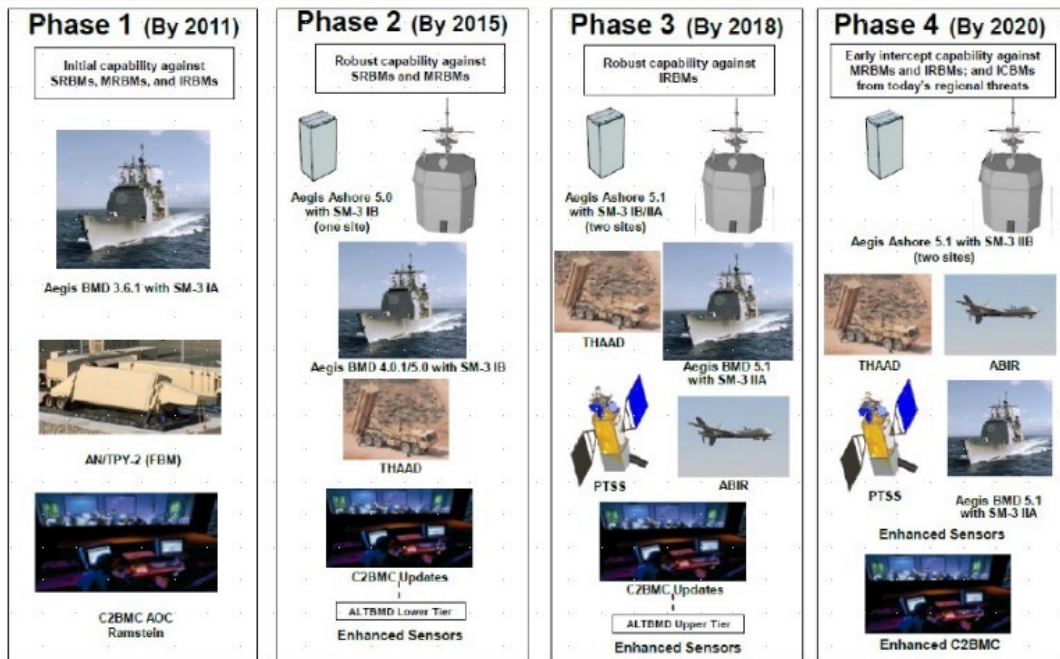 Phase 1 (By 2011)
Initial capability against
SRBMs, MRBMs, and IRBMs
Aegis BMD 3.6.1 with SM-3 IA
AN/TPY-2 (FBM)
C2BMC AOC
Ramstein
Phase 2 (By 2015)
Robust capability against
SRBMs and MRBMs
Aegis Ashore 5.0
with SM-3 IB
(one site)
Aegis BMD 4.0.1/5.0 with SM-3 IB
THAAD
C2BMC Updates
ALTBMD Lower Tier
Enhanced Sensors
Phase 3 (By 2018)
Robust capability against
IRBMs
Aegis Ashore 5.1
with SM-3 IB/IIA
(two sites)
THAAD
Aegis BMD 5.1
with SM-3 IIA
PTSS
ABIR
C2BMC Updates
ALTBMD Upper Tier
Enhanced Sensors
Phase 4 (By 2020)
Early intercept capability against
MRBMs and IRBMs; and ICBMs
from today's regional threats
Aegis Ashore 5.1 with SM-3 IIB
(two sites)
THAAD
ABIR
PTSS
Aegis BMD 5.1
with SM-3 IIA
Enhanced Sensors
Enhanced C2BMC